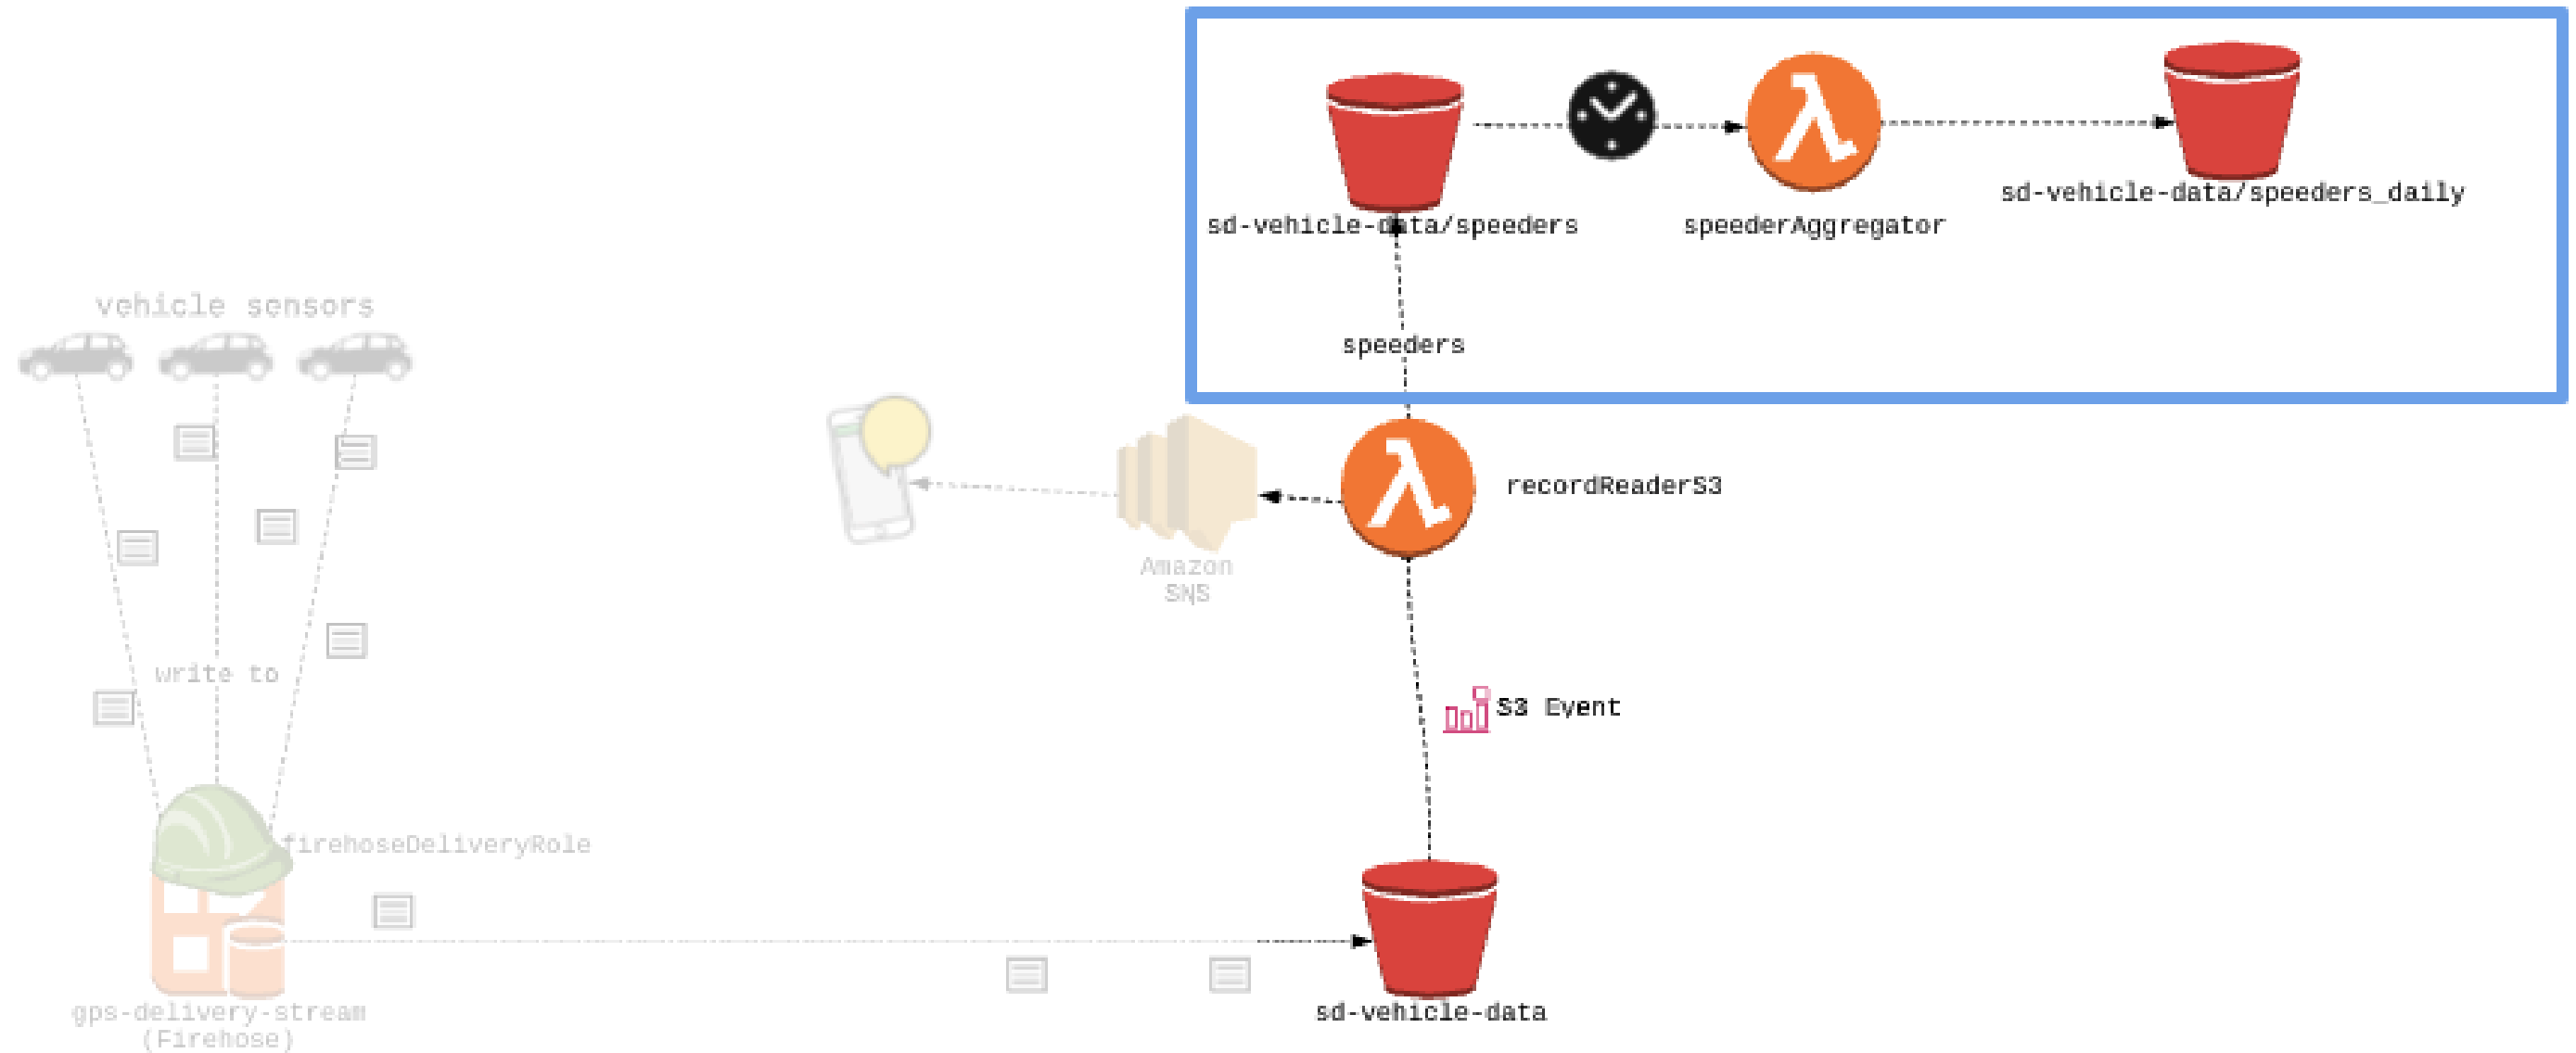 sd-vehicle-data/speeders
speederAggregator
sd-vehicle-data/speeders_daily
speeders
vehicle sensors
recordReaderS3
Amazon
SNS
write to
S3 Event
firehoseDeliveryRole
gps-delivery-stream
(Firehose)
sd-vehicle-data